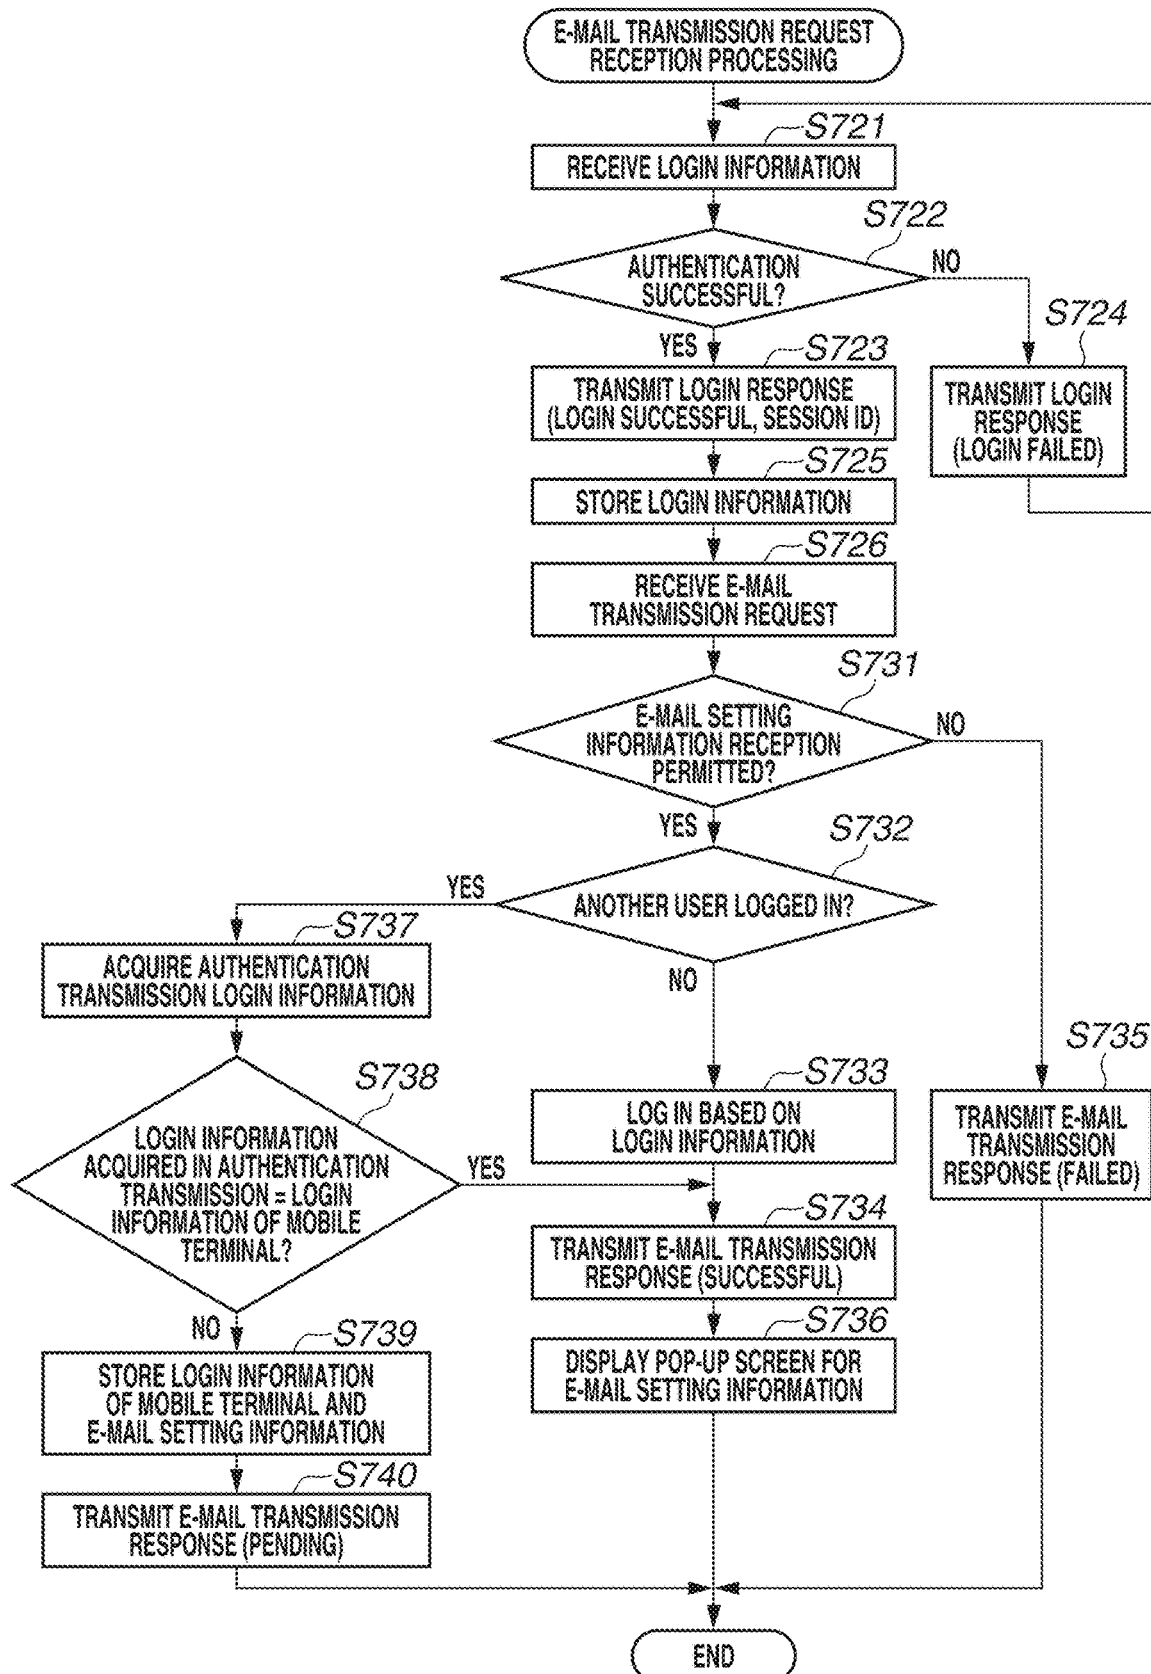 E-MAIL TRANSMISSION REQUEST
RECEPTION PROCESSING
S721
RECEIVE LOGIN INFORMATION
S722
AUTHENTICATION
SUCCESSFUL?
NO
YES
S723
TRANSMIT LOGIN RESPONSE
(LOGIN SUCCESSFUL, SESSION ID)
S724
TRANSMIT LOGIN
RESPONSE
(LOGIN FAILED)
S725
STORE LOGIN INFORMATION
S726
RECEIVE E-MAIL
TRANSMISSION REQUEST
S731
E-MAIL SETTING
INFORMATION RECEPTION
PERMITTED?
NO
YES
S732
ANOTHER USER LOGGED IN?
YES
NO
S737
ACQUIRE AUTHENTICATION
TRANSMISSION LOGIN INFORMATION
S738
LOGIN INFORMATION
ACQUIRED IN AUTHENTICATION
TRANSMISSION = LOGIN
INFORMATION OF MOBILE
TERMINAL?
YES
NO
S733
LOG IN BASED ON
LOGIN INFORMATION
S735
TRANSMIT E-MAIL
TRANSMISSION
RESPONSE (FAILED)
S734
TRANSMIT E-MAIL TRANSMISSION
RESPONSE (SUCCESSFUL)
S736
DISPLAY POP-UP SCREEN FOR
E-MAIL SETTING INFORMATION
S739
STORE LOGIN INFORMATION
OF MOBILE TERMINAL AND
E-MAIL SETTING INFORMATION
S740
TRANSMIT E-MAIL TRANSMISSION
RESPONSE (PENDING)
END